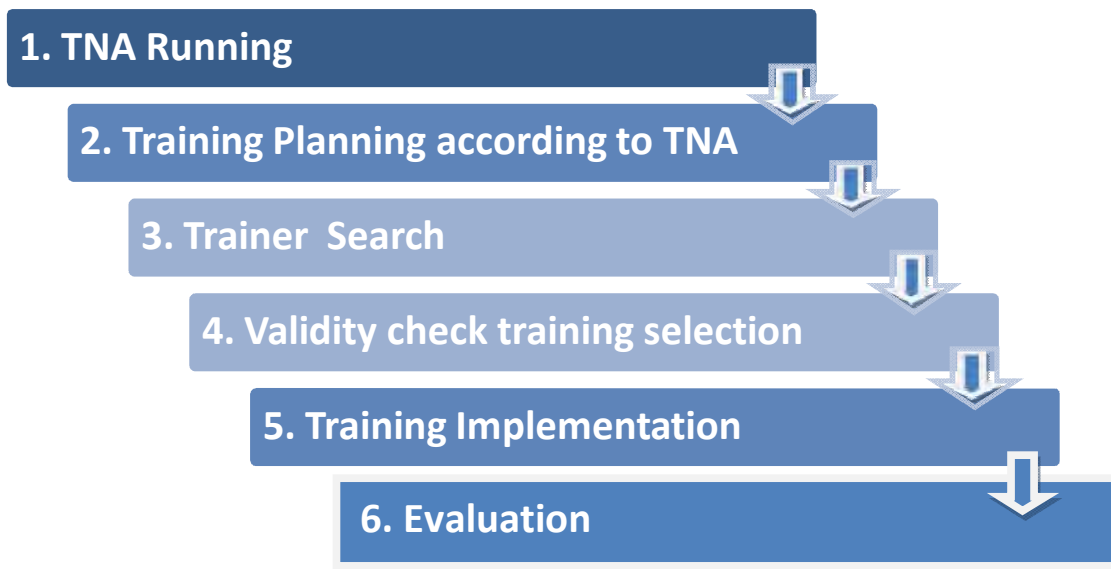 1. TNA Running
2. Training Planning according to TNA
3. Trainer Search
4. Validity check training selection
5. Training Implementation
6. Evaluation